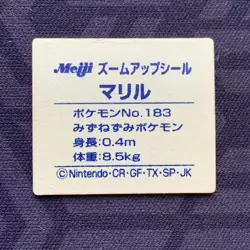 Meiji ズームアップシール
マリル
ポケモンNo.183
みずねずみポケモン
身長:0.4m
体重:8.5kg
©Nintendo・CR・GF・TX・SP・JK